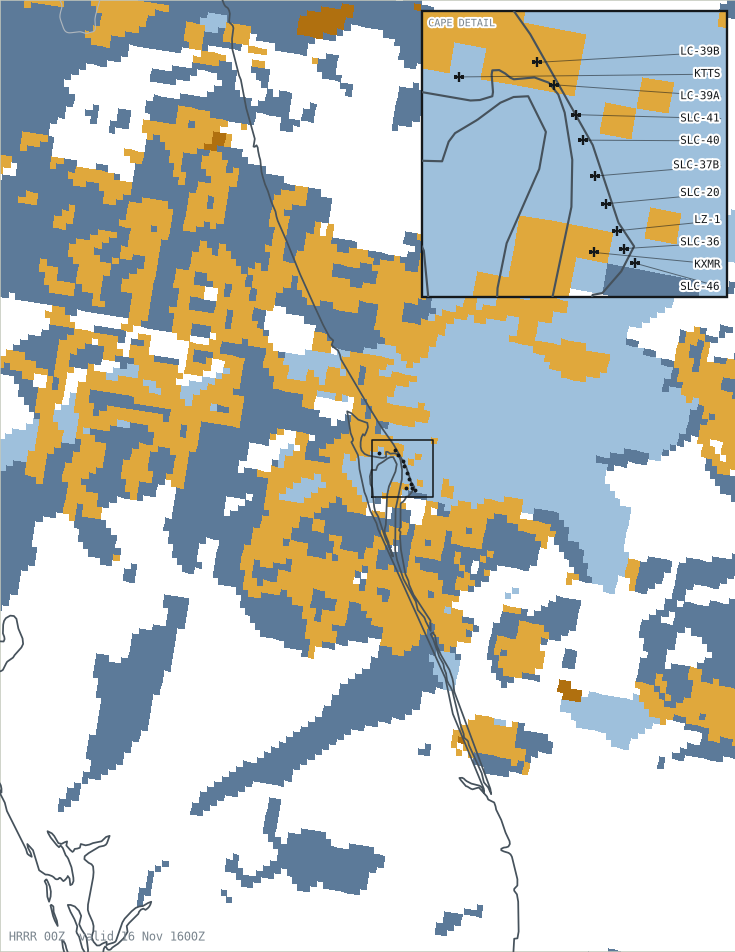 CAPE DETAIL
LC-39B
KTTS
LC-39A
SLC-41
SLC-40
SLC-37B
SLC-20
LZ-1
SLC-36
KXMR
SLC-46
HRRR 00Z  valid 16 Nov 1600Z